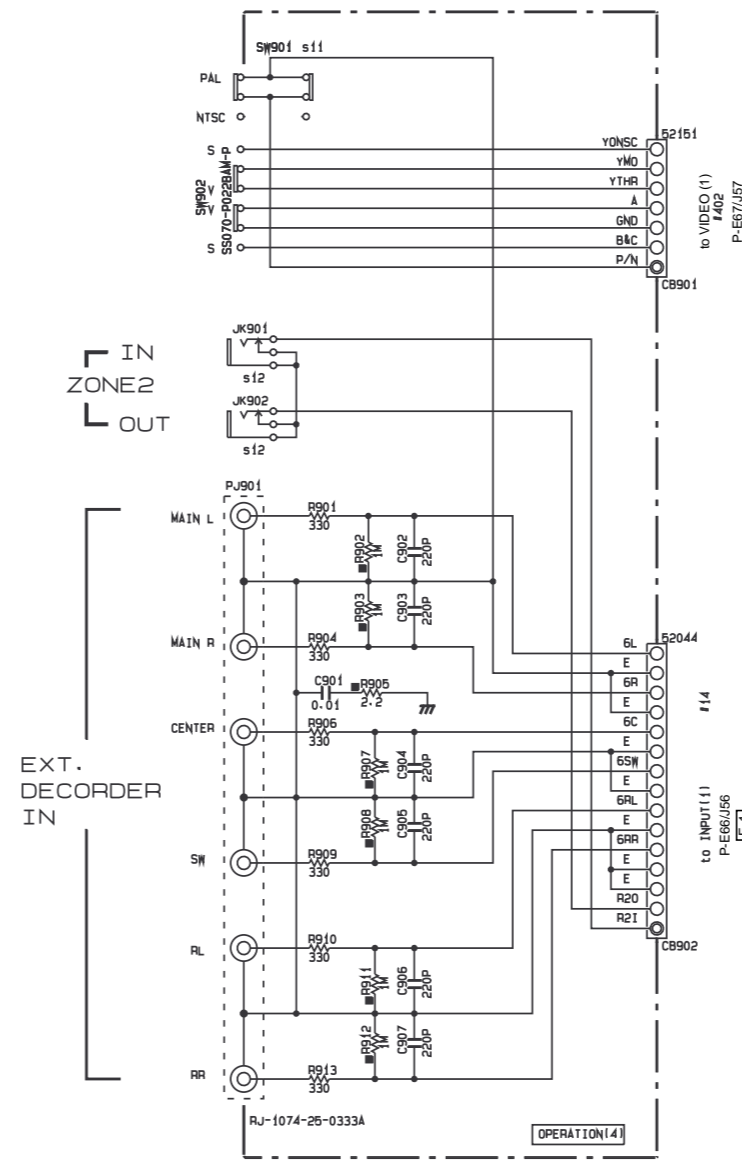 SW901 s11
PAL
NTSC
S
V
V
S
SW902
SS070-P022BAM-P
52151
YONSC
YMO
YTHR
A
GND
B&C
P/N
CB901
to VIDEO (1)
#402
P-E67/J57
IN
ZONE2
OUT
JK901
s12
JK902
s12
PJ901
EXT.
DECORDER
IN
MAIN L
R901
330
R902
1M
C902
220P
R903
1M
C903
220P
MAIN R
R904
330
C901
0.01
R905
2.2
CENTER
R906
330
R907
1M
C904
220P
R908
1M
C905
220P
SW
R909
330
RL
R910
330
R911
1M
C906
220P
R912
1M
C907
220P
RR
R913
330
52044
6L
E
6R
E
6C
E
6SW
E
6RL
E
6RR
E
E
R2O
R2I
CB902
#14
to INPUT(1)
P-E66/J56
RJ-1074-25-0333A
OPERATION(4)